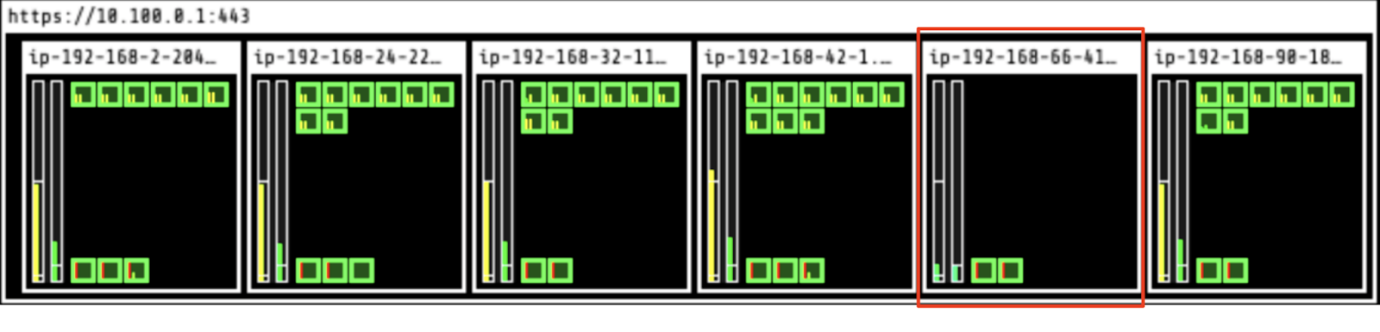 https://10.100.0.1:443
ip-192-168-2-204…
ip-192-168-24-22…
ip-192-168-32-11…
ip-192-168-42-1.…
ip-192-168-66-41…
ip-192-168-90-18…